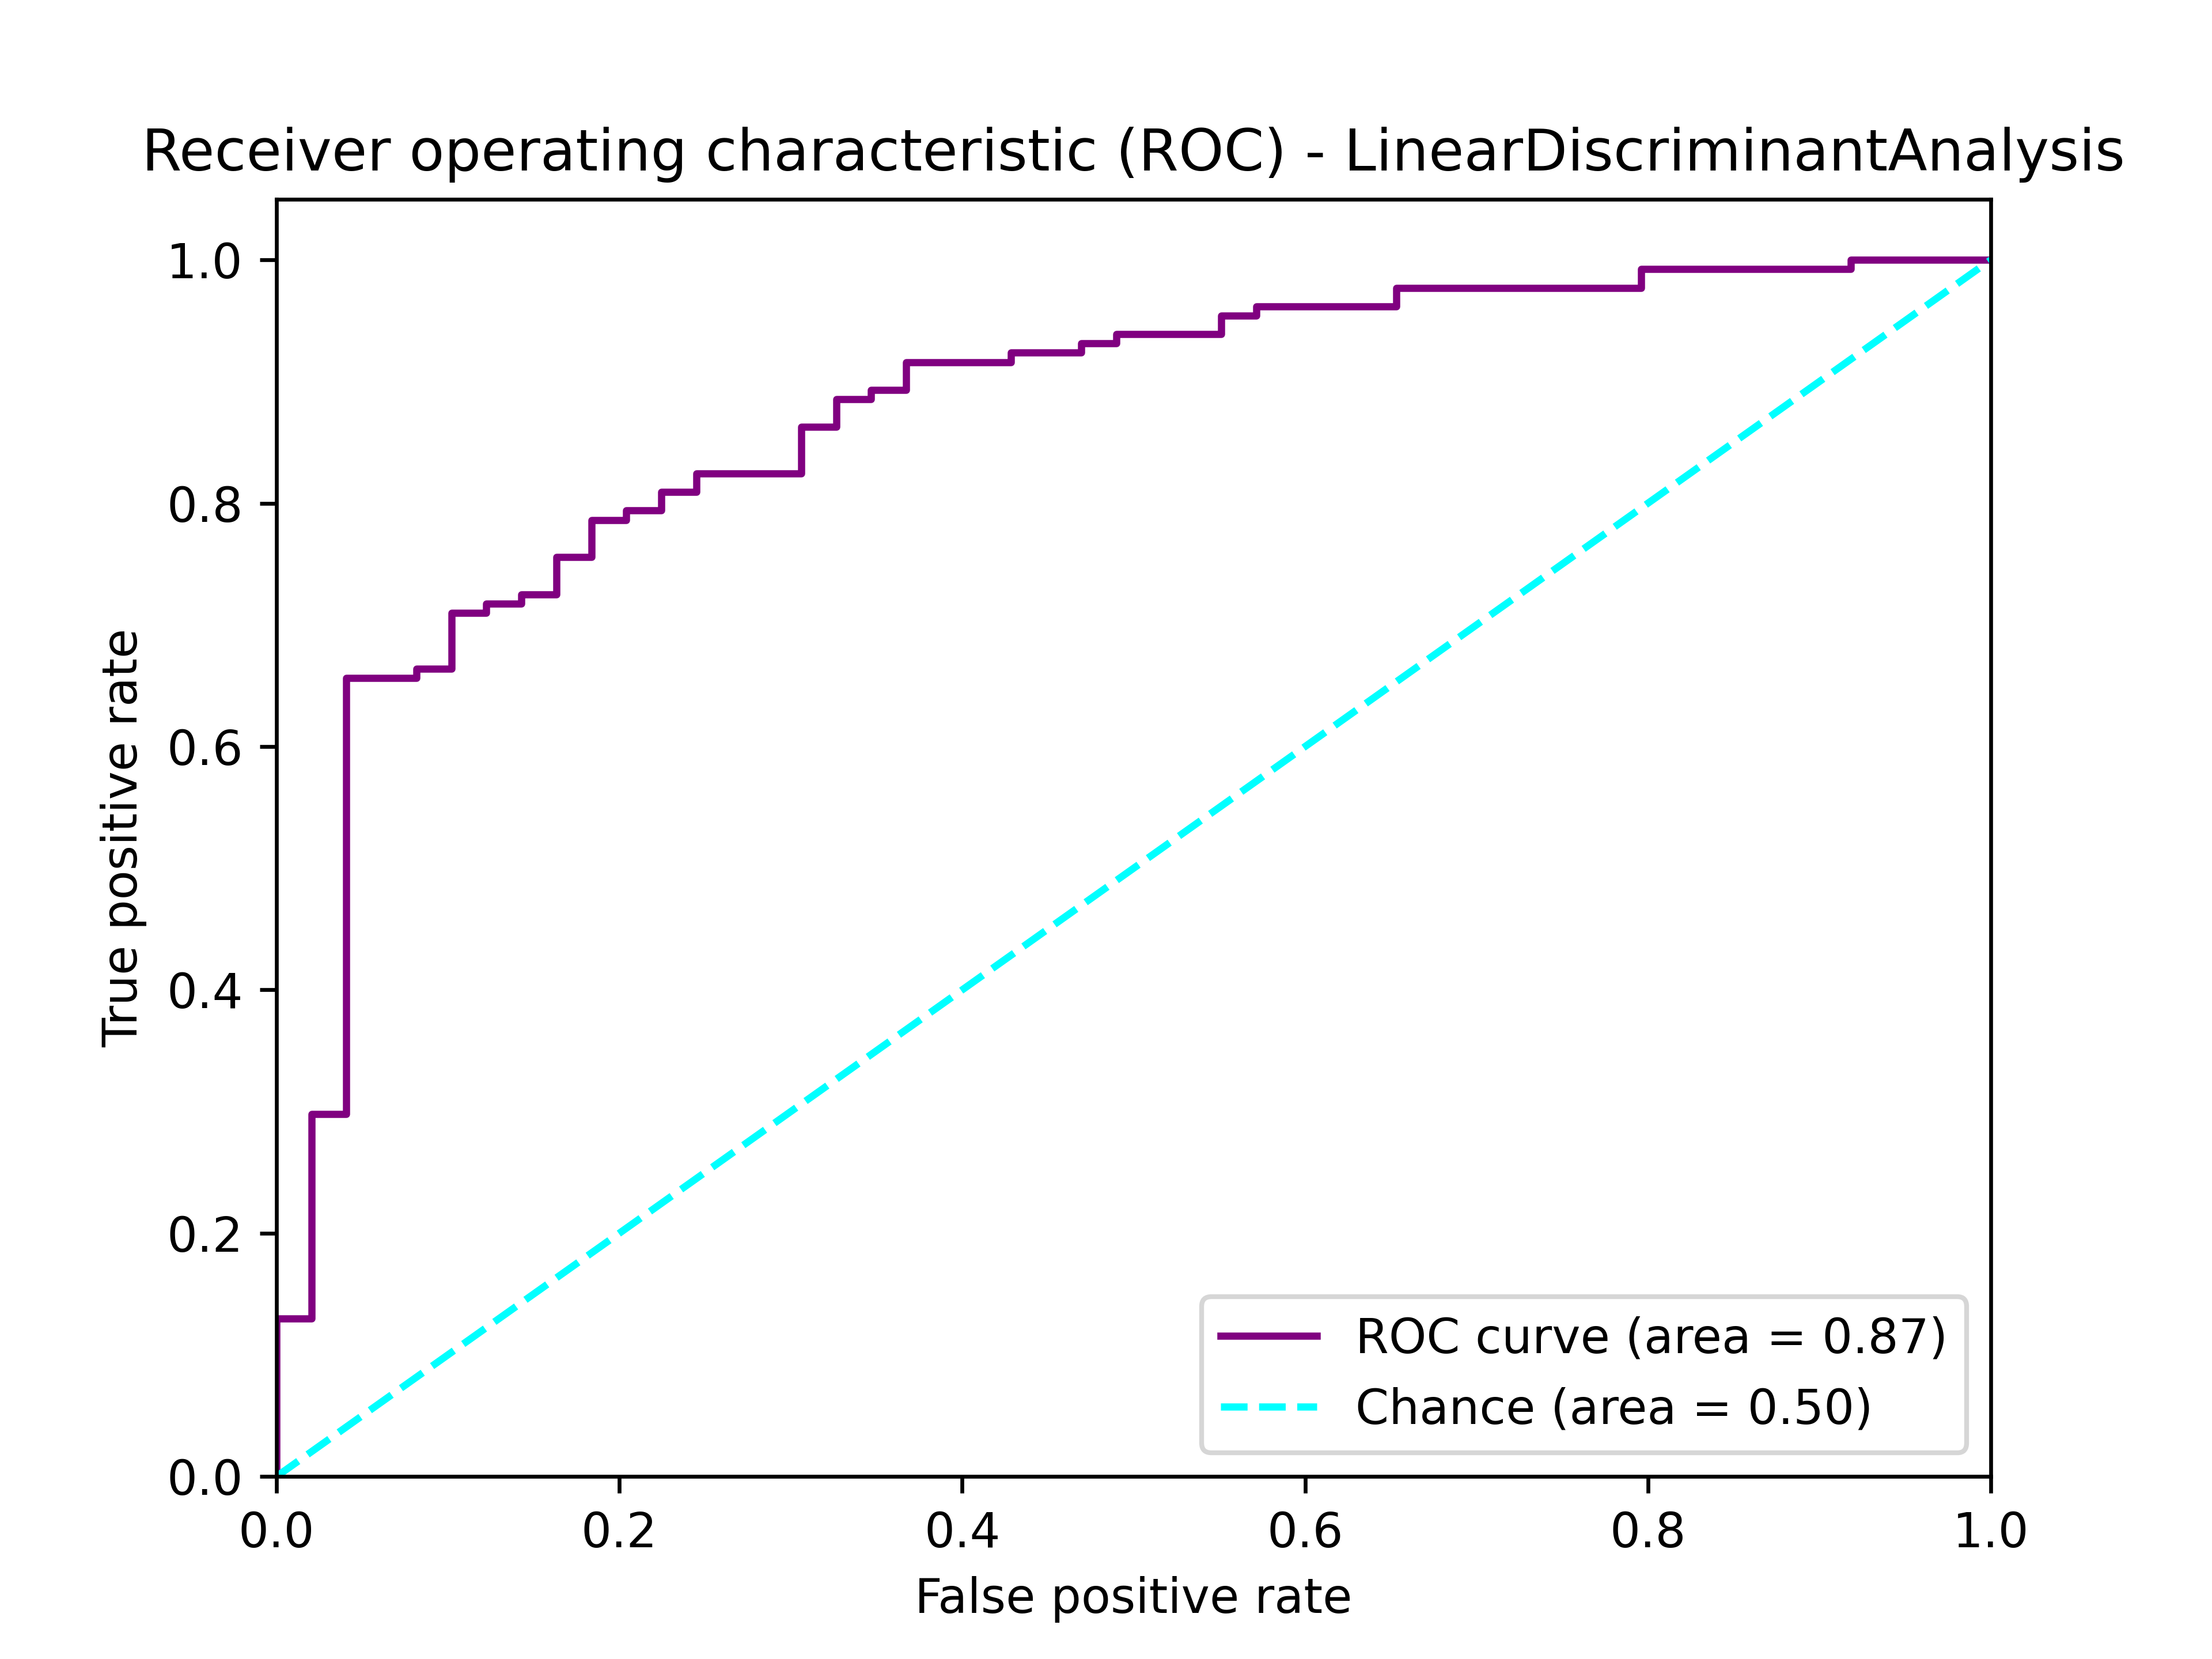 Receiver operating characteristic (ROC) - LinearDiscriminantAnalysis
True positive rate
1.0
0.8
0.6
0.4
0.2
0.0
0.0 0.2 0.4 0.6 0.8 1.0
False positive rate
ROC curve (area = 0.87)
Chance (area = 0.50)